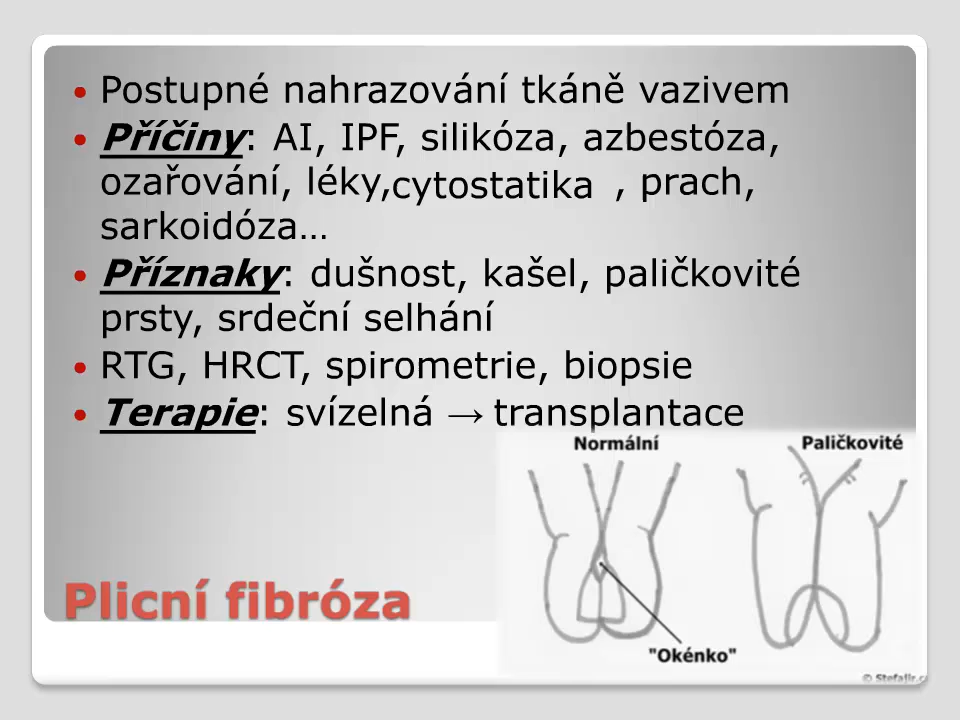 Postupné nahrazování tkáně vazivem
Příčiny: AI, IPF, silikóza, azbestóza,
ozařování, léky,cytostatika , prach,
sarkoidóza…
Příznaky: dušnost, kašel, paličkovité
prsty, srdeční selhání
RTG, HRCT, spirometrie, biopsie
Terapie: svízelná → transplantace
Normální
Paličkovité
"Okénko"
Plicní fibróza